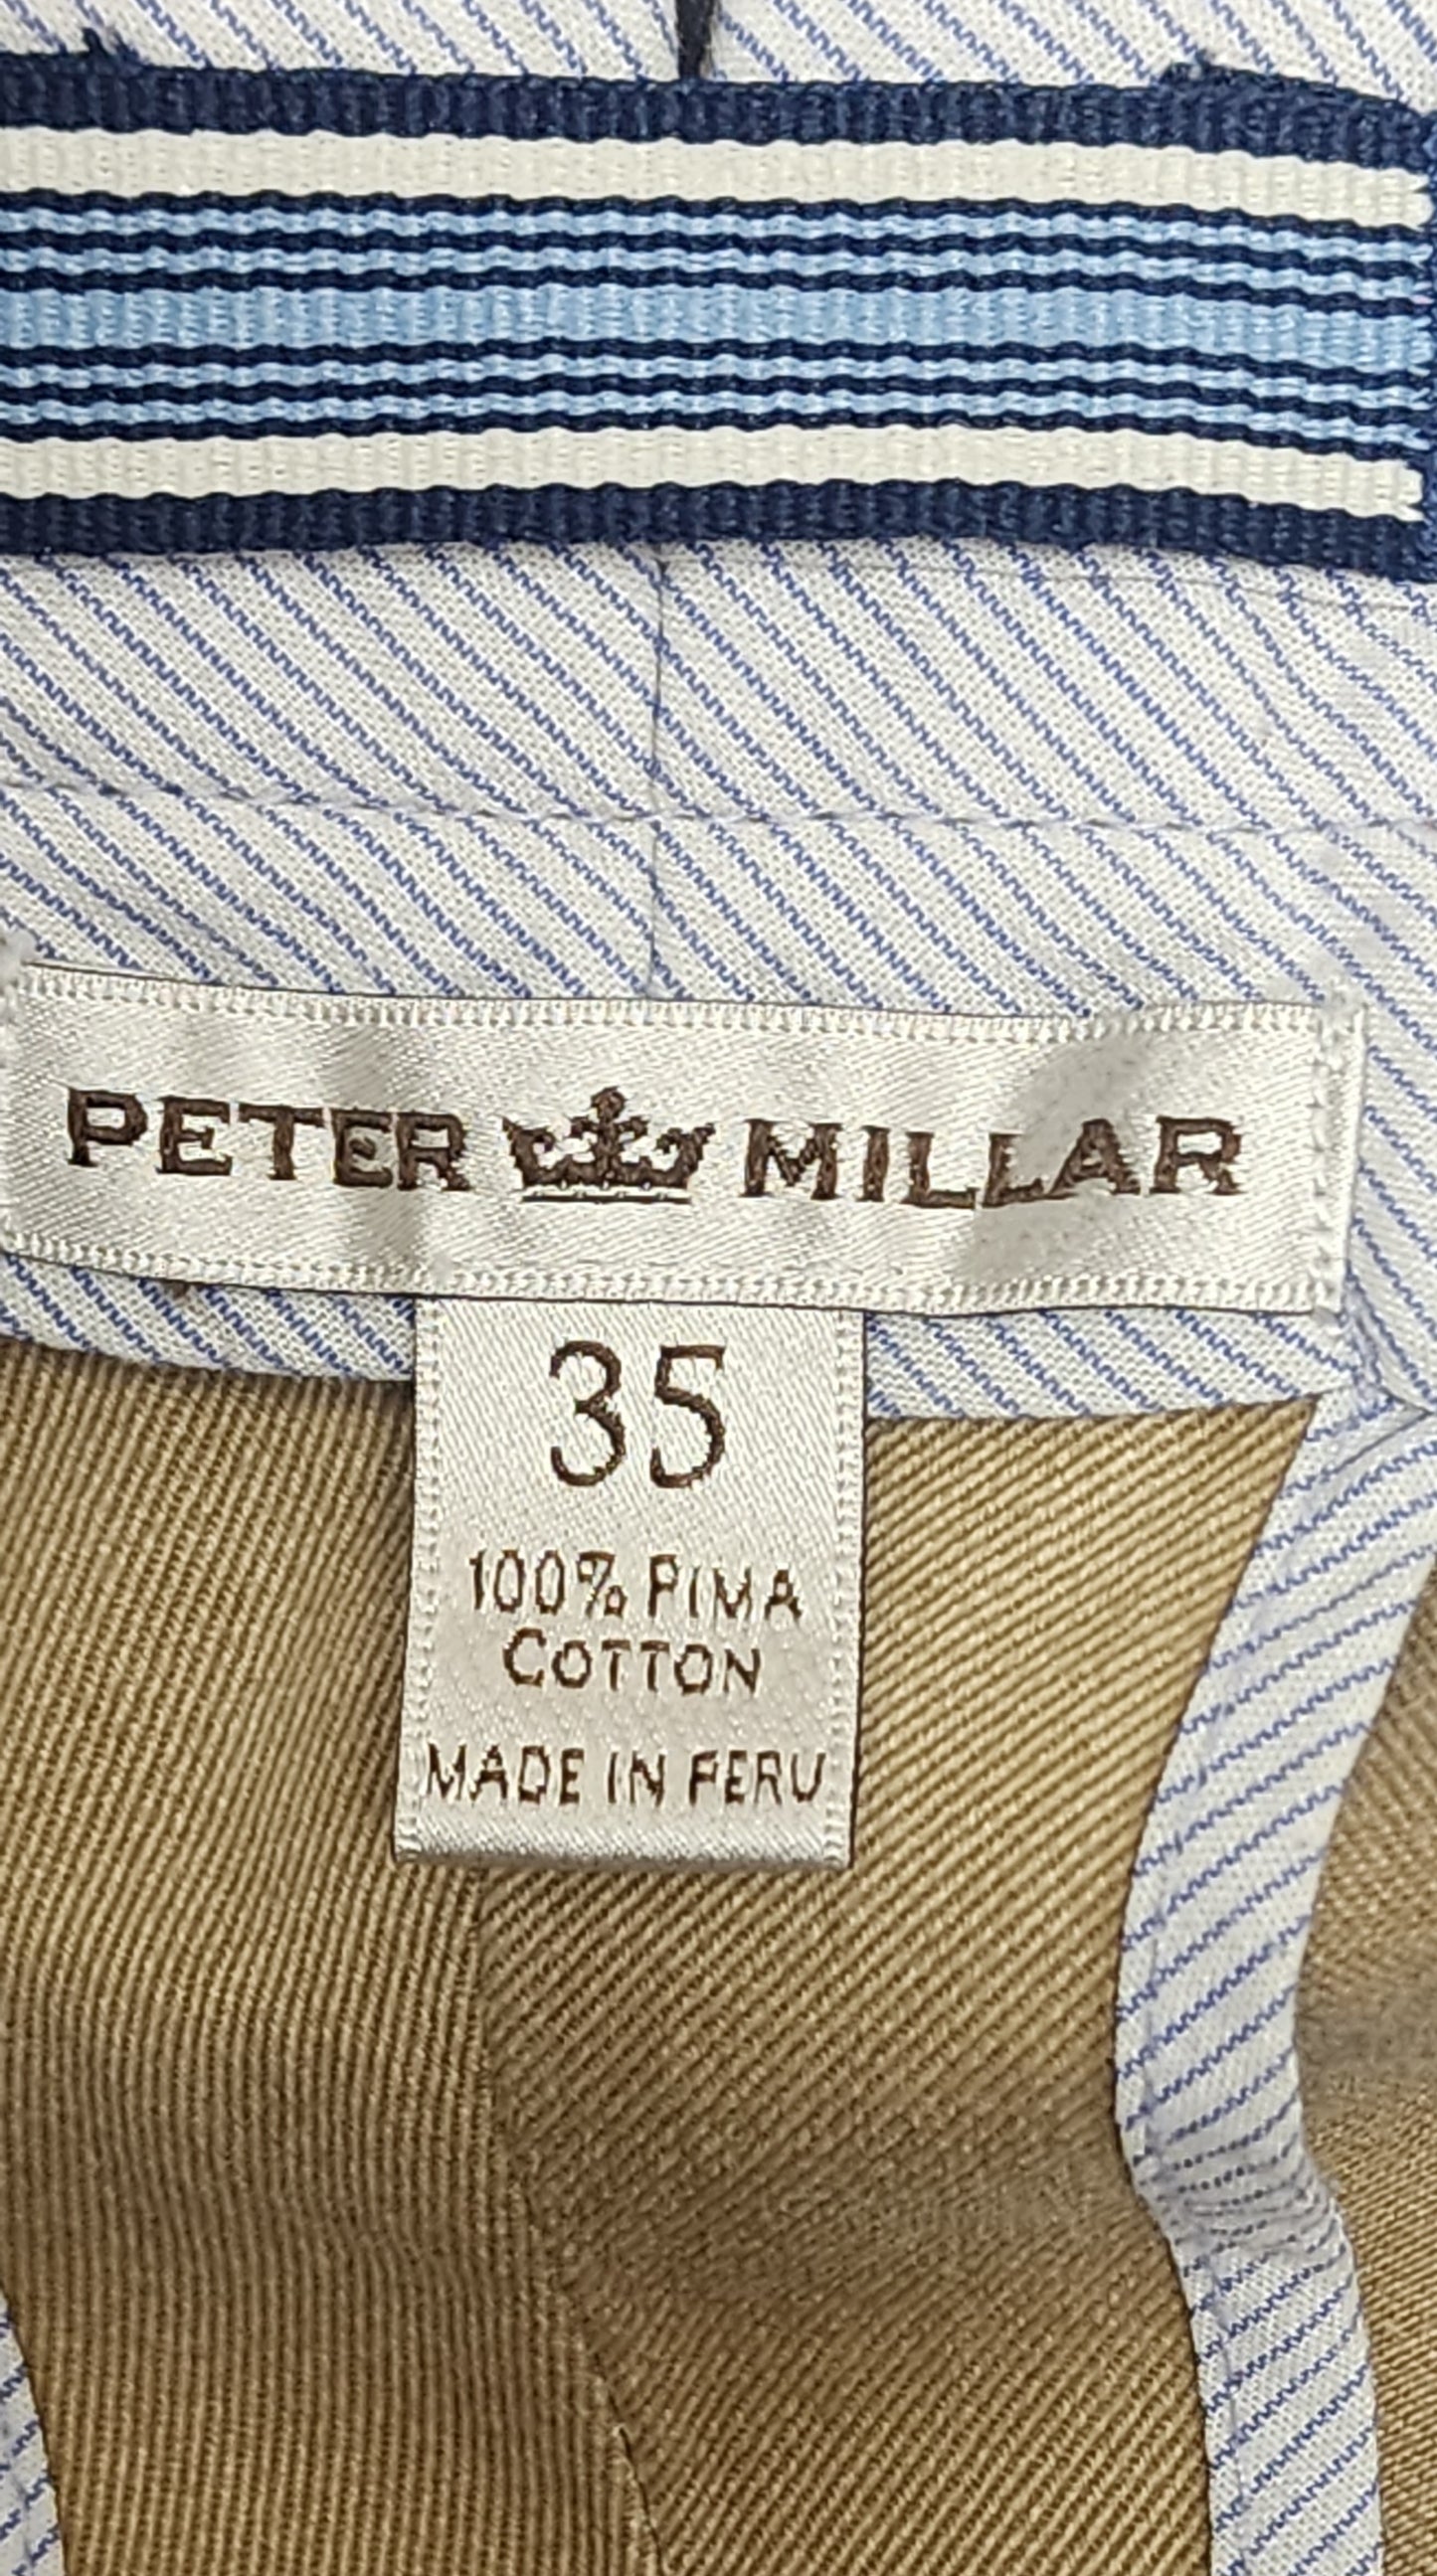 PETER MILLAR
35
100% PIMA
COTTON
MADE IN PERU